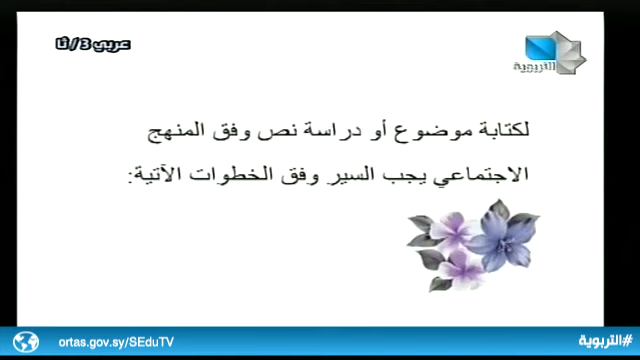 عربي 3/ثا
التربوية
لكتابة موضوع أو دراسة نص وفق المنهج
الاجتماعي يجب السير وفق الخطوات الآتية:
ortas.gov.sy/SEduTV
#التربوية